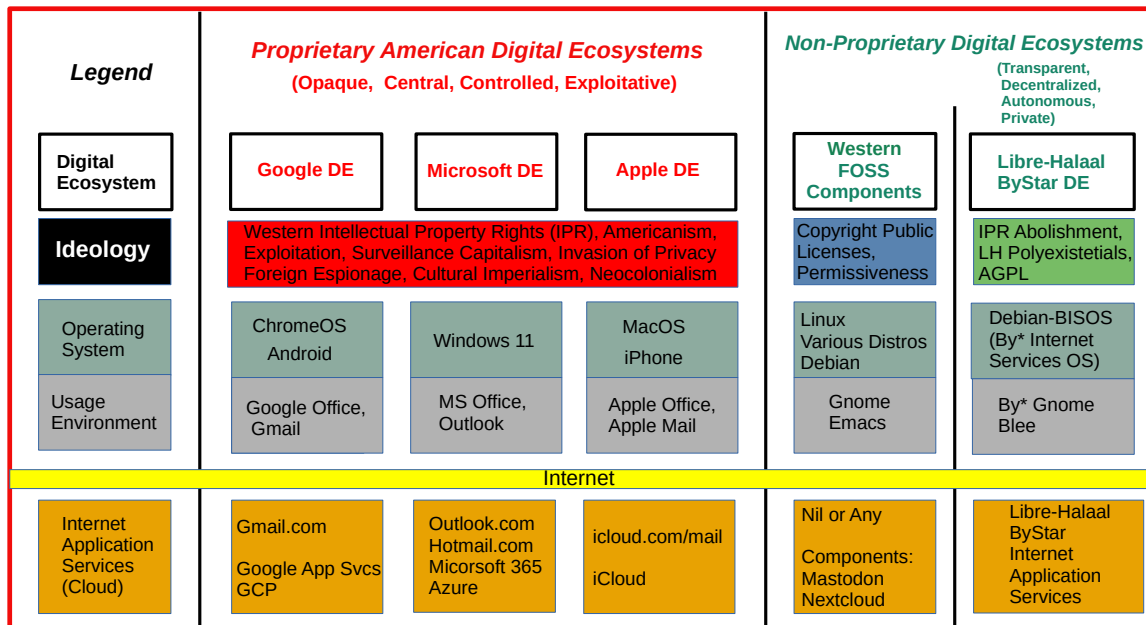 Legend
Proprietary American Digital Ecosystems
(Opaque, Central, Controlled, Exploitative)
Non-Proprietary Digital Ecosystems
(Transparent,
Decentralized,
Autonomous,
Private)
Digital
Ecosystem
Google DE
Microsoft DE
Apple DE
Western
FOSS
Components
Libre-Halaal
ByStar DE
Ideology
Western Intellectual Property Rights (IPR), Americanism,
Exploitation, Surveillance Capitalism, Invasion of Privacy
Foreign Espionage, Cultural Imperialism, Neocolonialism
Copyright Public
Licenses,
Permissiveness
IPR Abolishment,
LH Polyexistetials,
AGPL
Operating
System
ChromeOS
Android
Windows 11
MacOS
iPhone
Linux
Various Distros
Debian
Debian-BISOS
(By* Internet
Services OS)
Usage
Environment
Google Office,
Gmail
MS Office,
Outlook
Apple Office,
Apple Mail
Gnome
Emacs
By* Gnome
Blee
Internet
Internet
Application
Services
(Cloud)
Gmail.com
Google App Svcs
GCP
Outlook.com
Hotmail.com
Micorsoft 365
Azure
icloud.com/mail
iCloud
Nil or Any
Components:
Mastodon
Nextcloud
Libre-Halaal
ByStar
Internet
Application
Services